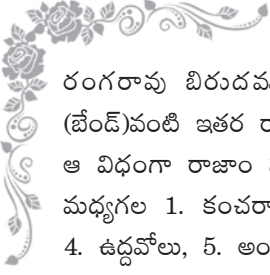 రంగరావు బిరుదవ
(బేండ్)వంటి ఇతర ర
ఆ విధంగా రాజాం
మధ్యగల 1. కంచరా
4. ఉద్దవోలు, 5. అం